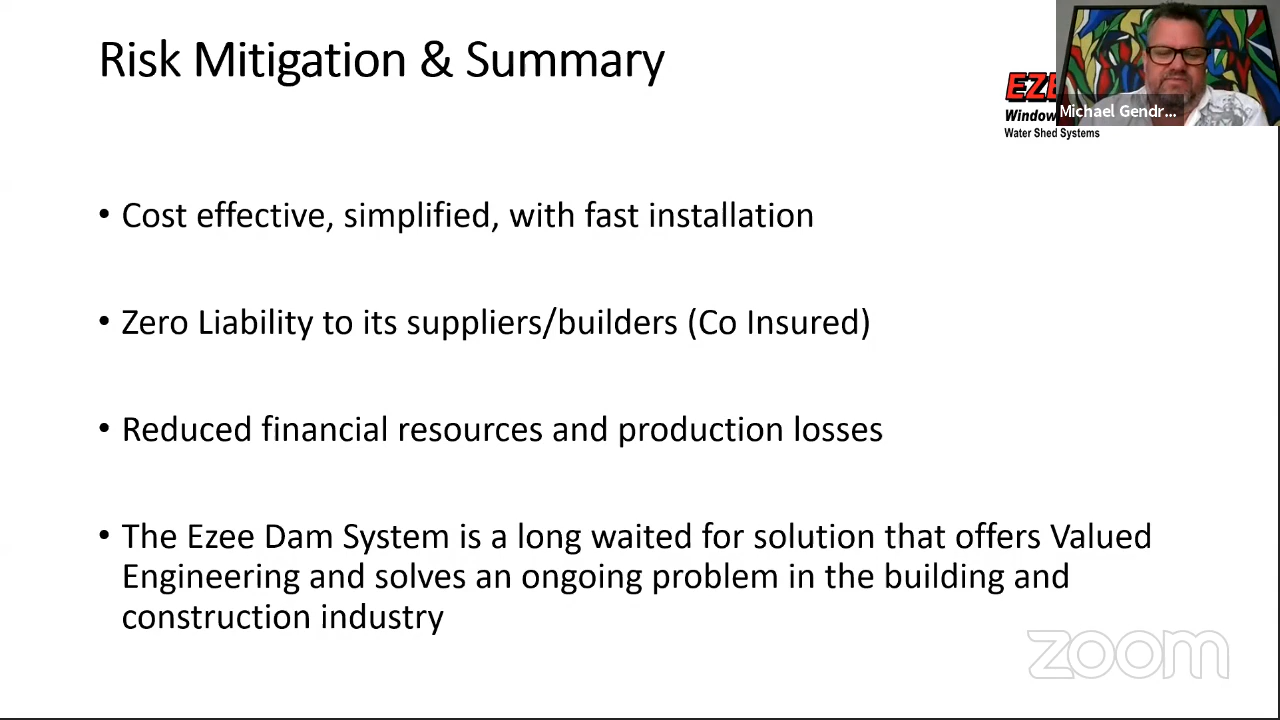 Risk Mitigation & Summary
Michael Gendr...
Water Shed Systems
• Cost effective, simplified, with fast installation
• Zero Liability to its suppliers/builders (Co Insured)
• Reduced financial resources and production losses
• The Ezee Dam System is a long waited for solution that offers Valued
Engineering and solves an ongoing problem in the building and
construction industry
zoom